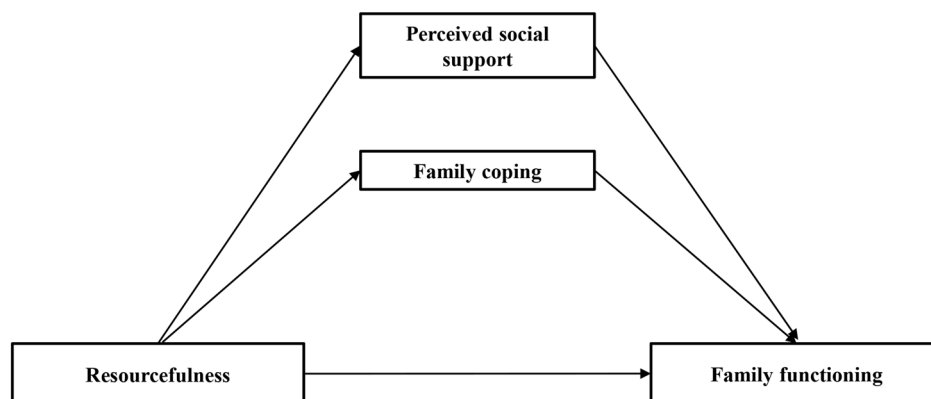 Perceived social
support
Family coping
Resourcefulness
Family functioning